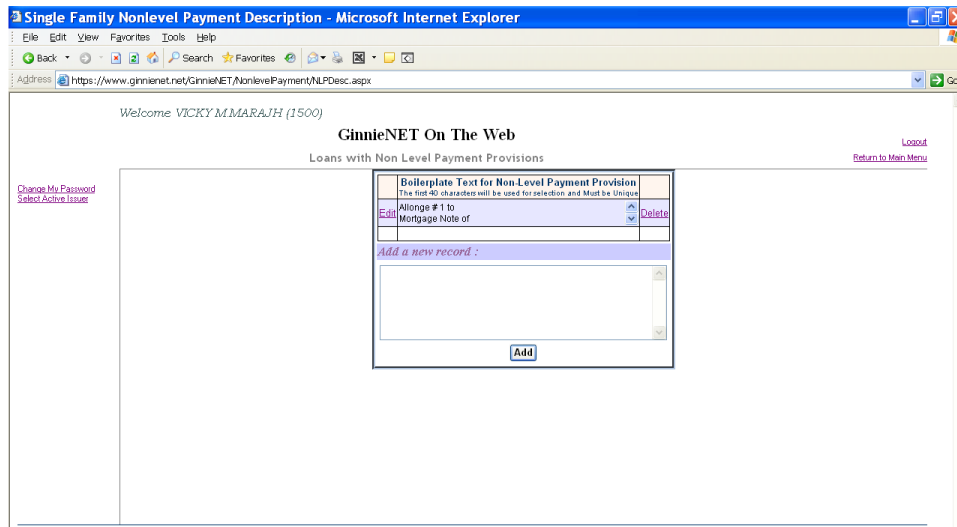 Single Family Nonlevel Payment Description - Microsoft Internet Explorer
File Edit View Favorites Tools Help
Back Search Favorites
Address https://www.ginnienet.net/GinnieNET/NonlevelPayment/NLPDesc.aspx Go
Welcome VICKY M.MARAJH (1500)
GinnieNET On The Web
Logout
Loans with Non Level Payment Provisions
Return to Main Menu
Change My Password
Select Active Issuer
Boilerplate Text for Non-Level Payment Provision
The first 40 characters will be used for selection and Must be Unique
Edit Allonge # 1 to Delete
Mortgage Note of
Add a new record :
Add